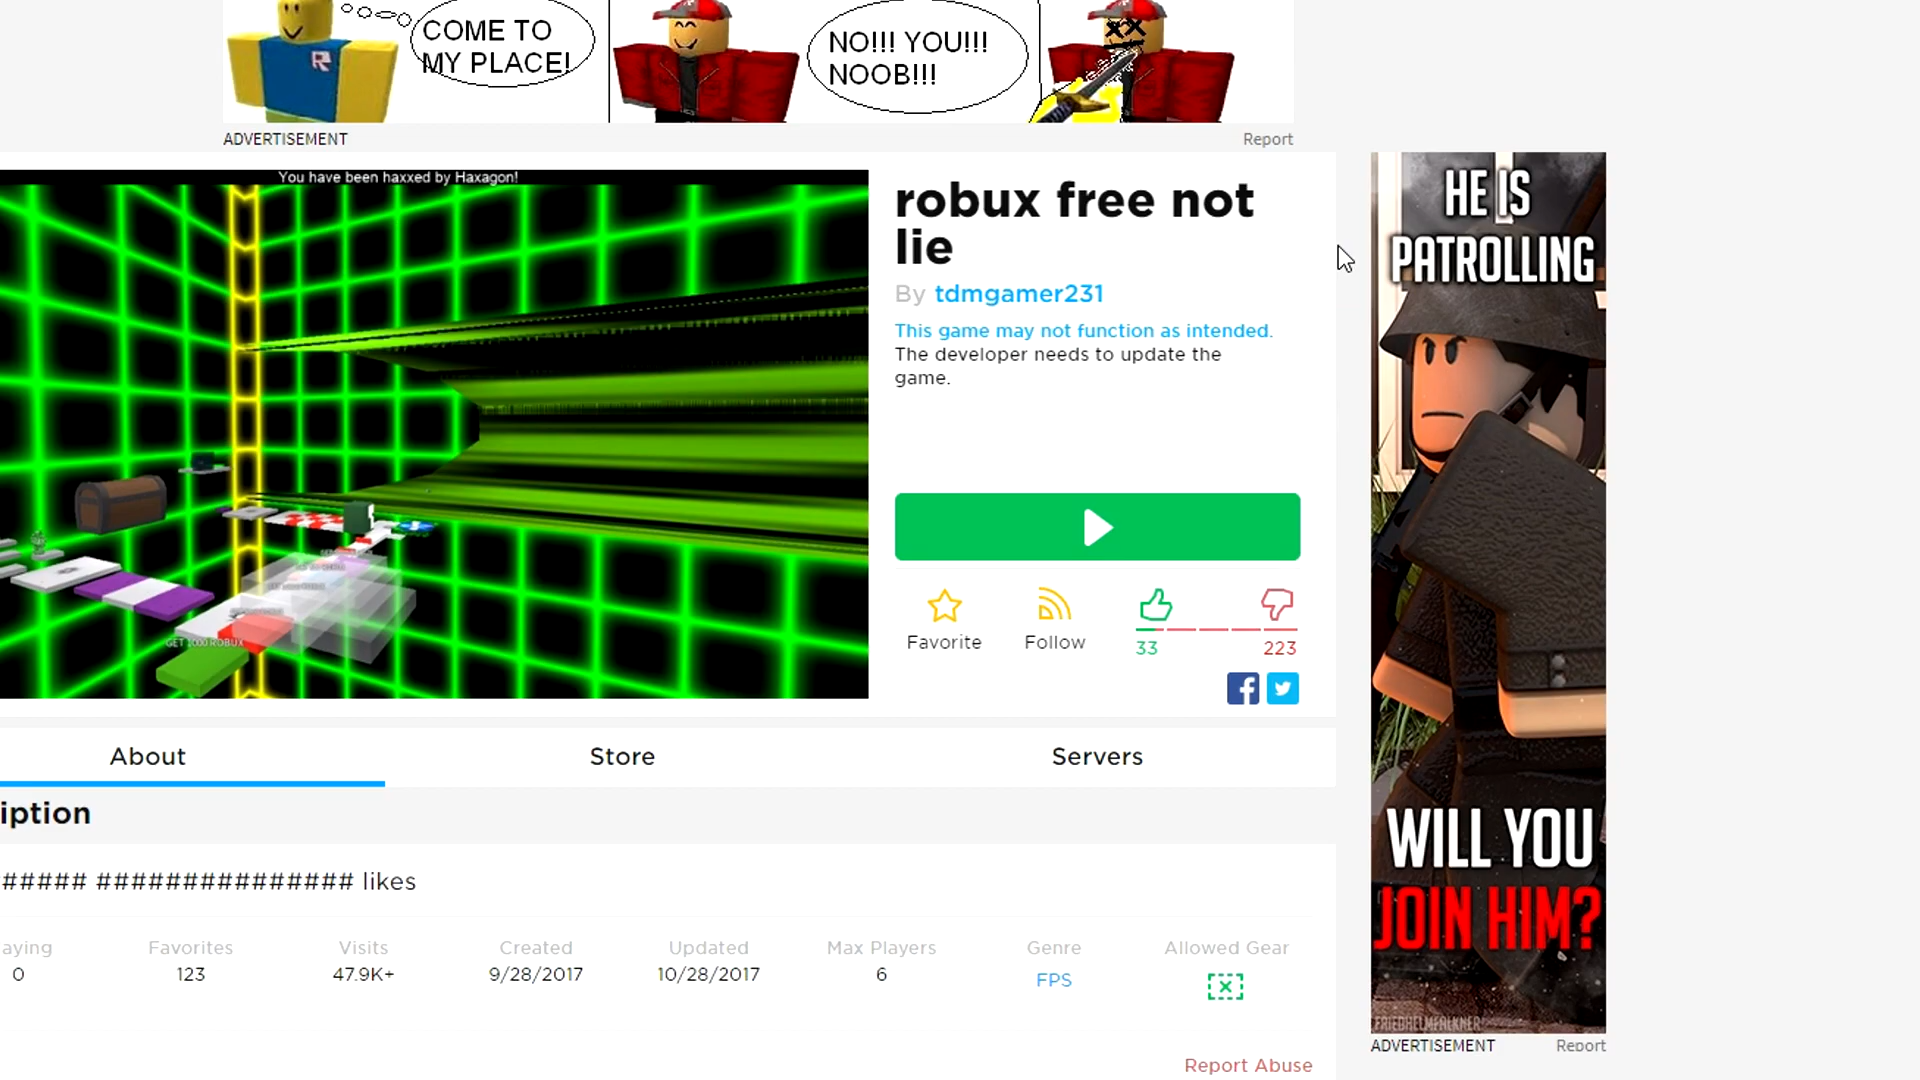 COME TO
MY PLACE!
NO!!! YOU!!!
NOOB!!!
R
ADVERTISEMENT
Report
You have been haxxed by Haxagon!
GET 1000 ROBUX
robux free not
lie
By tdmgamer231
This game may not function as intended.
The developer needs to update the
game.
Favorite
Follow
33
223
About
Store
Servers
iption
##### ############### likes
aying
0
Favorites
123
Visits
47.9K+
Created
9/28/2017
Updated
10/28/2017
Max Players
6
Genre
FPS
Allowed Gear
Report Abuse
HE IS
PATROLLING
WILL YOU
JOIN HIM?
FRIEDHELMFALKNER
ADVERTISEMENT
Report